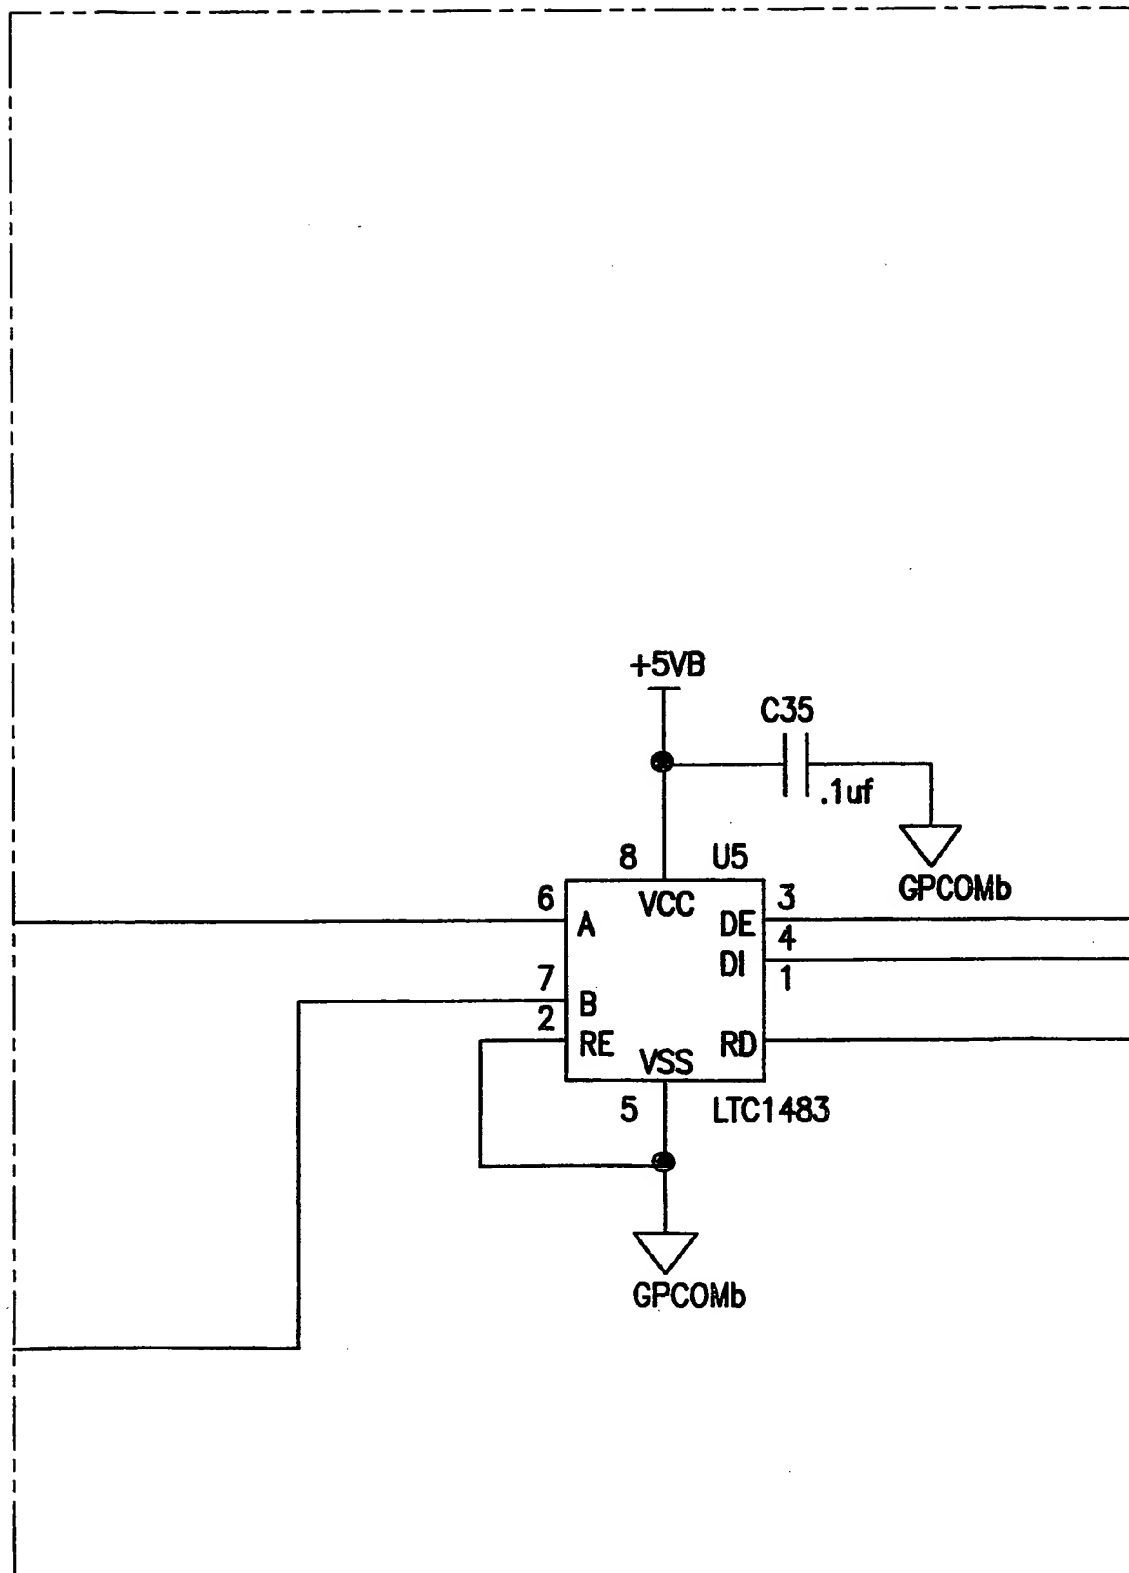 +5VB
C35
.1uf
8 U5
GPCOMb
6 VCC 3
A DE 4
DI
7 1
B
2
RE RD
VSS
5 LTC1483
GPCOMb